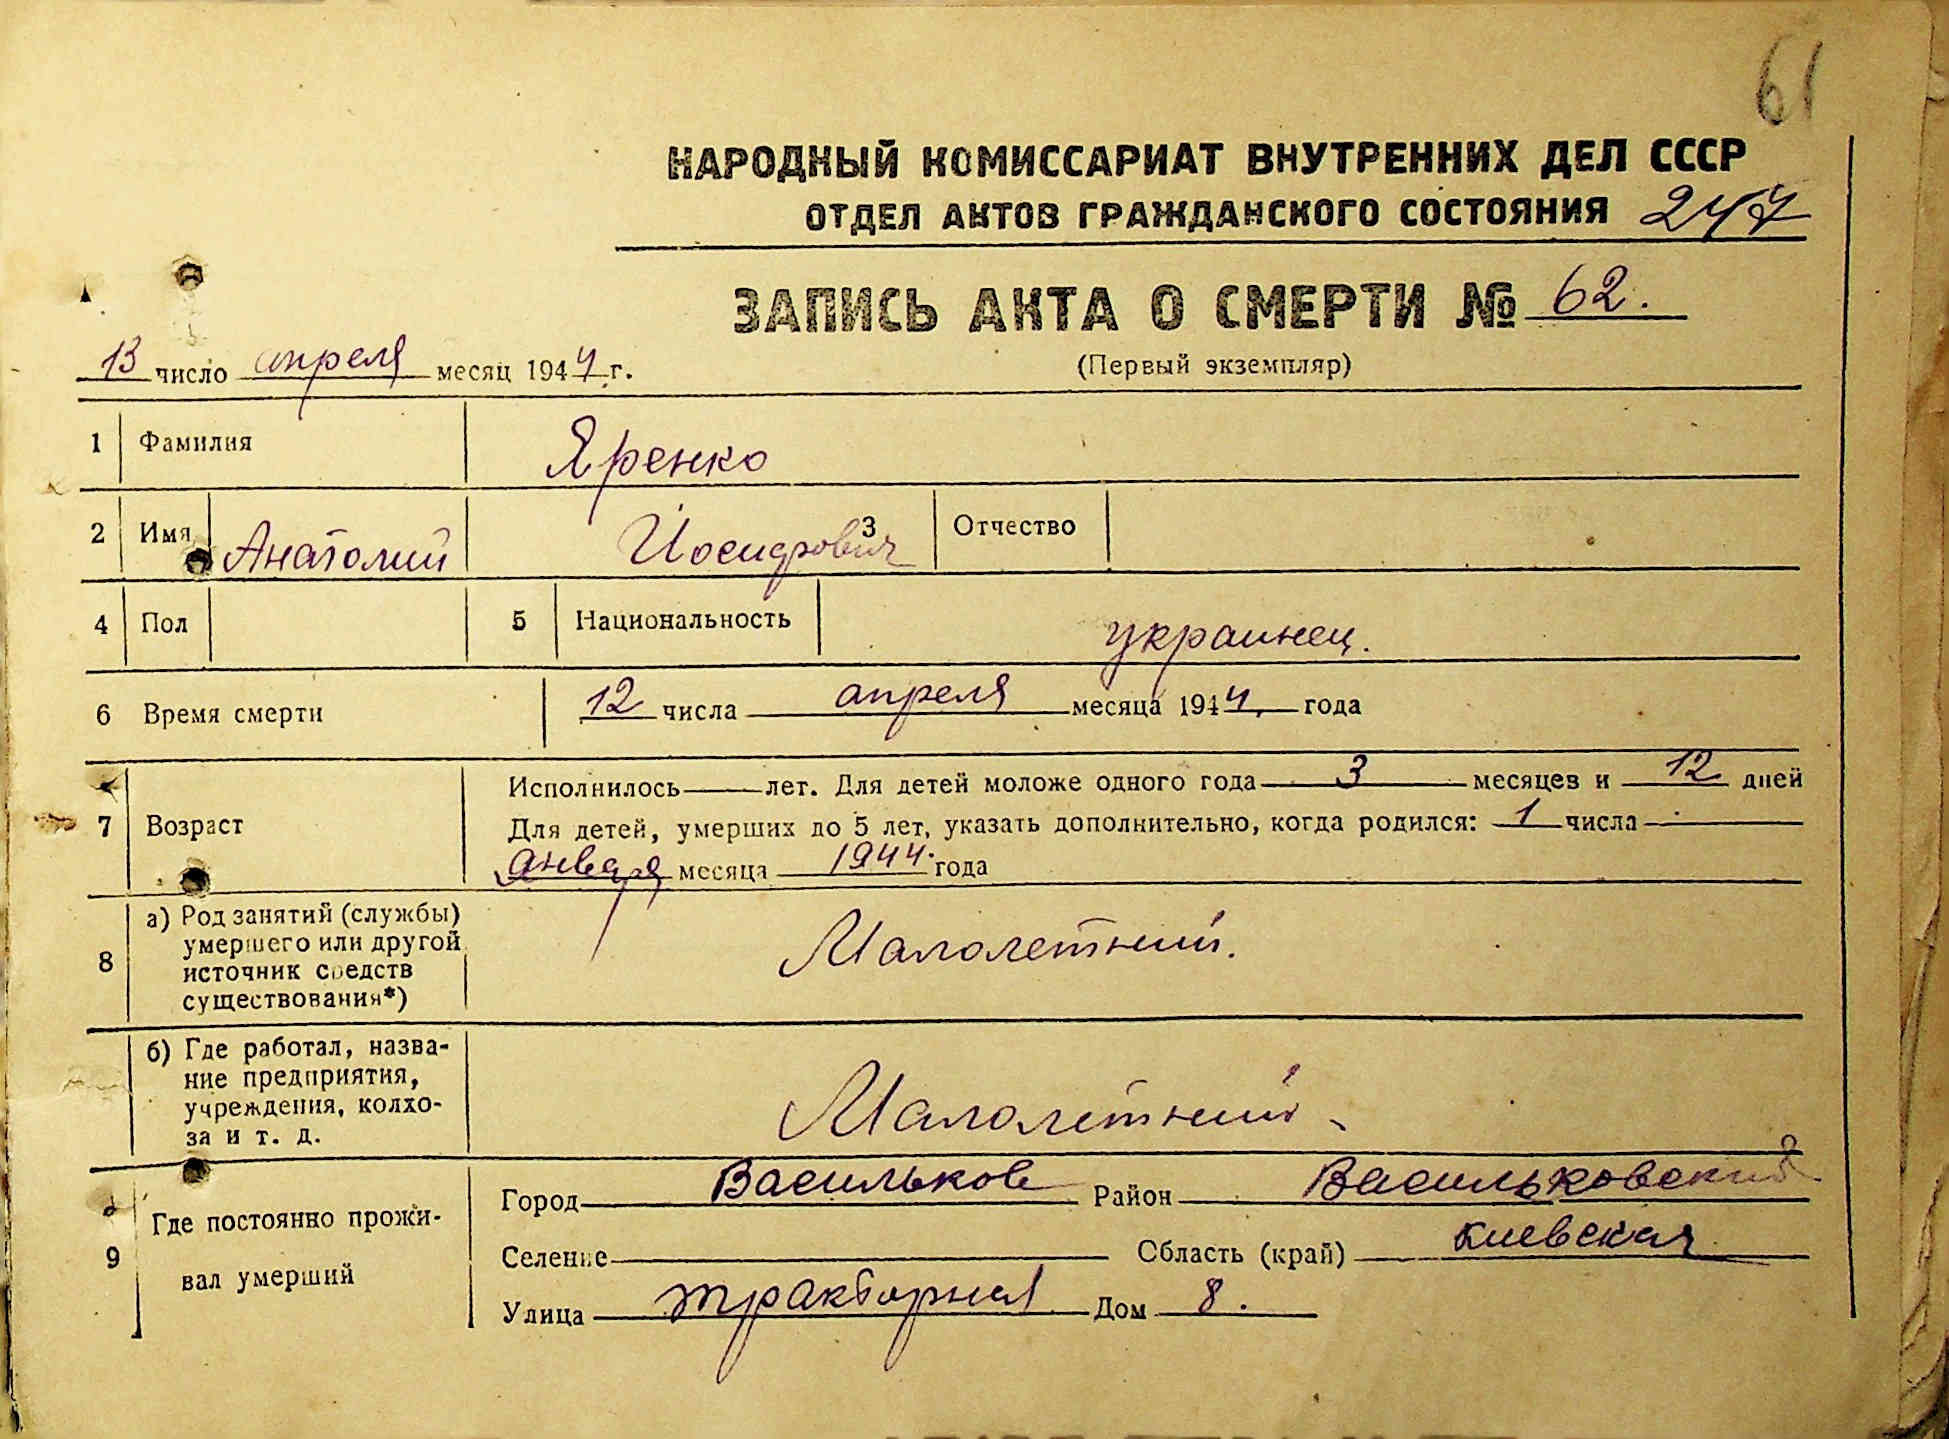 61
НАРОДНЫЙ КОМИССАРИАТ ВНУТРЕННИХ ДЕЛ СССР
ОТДЕЛ АКТОВ ГРАЖДАНСКОГО СОСТОЯНИЯ 247
ЗАПИСЬ АКТА О СМЕРТИ № 62.
13 число апреля месяц 1944 г. (Первый экземпляр)
1 Фамилия Яренко
2 Имя Анатолий Иосифович 3 Отчество
4 Пол 5 Национальность украинец.
6 Время смерти 12 числа апреля месяца 1944. года
Исполнилось — лет. Для детей моложе одного года 3 месяцев и 12 дней
7 Возраст Для детей, умерших до 5 лет, указать дополнительно, когда родился: 1 числа
января месяца 1944. года
8 а) Род занятий (службы)
умершего или другой
источник средств
существования*)
Малолетний.
б) Где работал, назва-
ние предприятия,
учреждения, колхо-
за и т. д.
Малолетний
9 Где постоянно прожи-
вал умерший
Город Васильков Район Васильковский
Селение Область (край) Киевская
Улица Тракторная Дом 8.